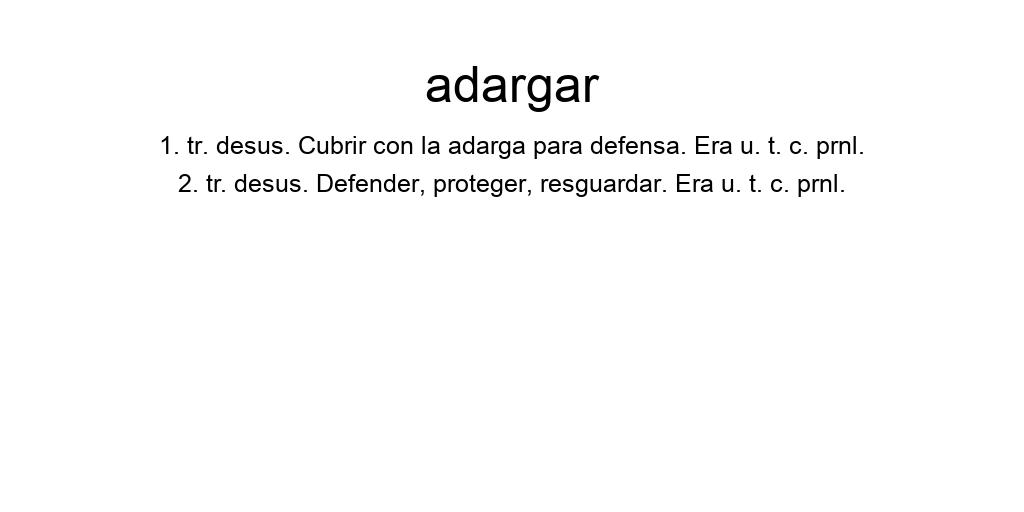 adargar
1. tr. desus. Cubrir con la adarga para defensa. Era u. t. c. prnl.
2. tr. desus. Defender, proteger, resguardar. Era u. t. c. prnl.